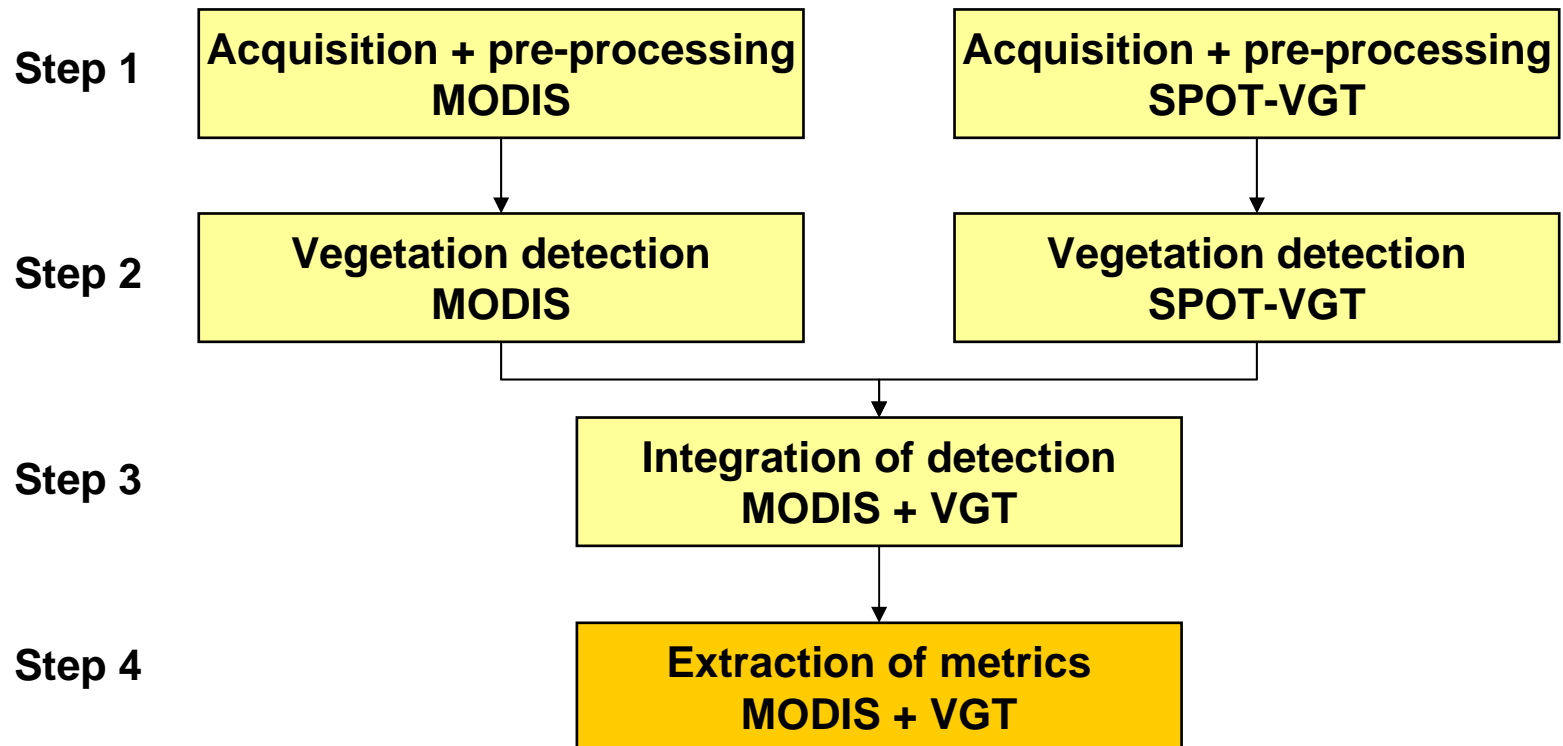 Step 1
Acquisition + pre-processing
MODIS
Acquisition + pre-processing
SPOT-VGT
Step 2
Vegetation detection
MODIS
Vegetation detection
SPOT-VGT
Step 3
Integration of detection
MODIS + VGT
Step 4
Extraction of metrics
MODIS + VGT